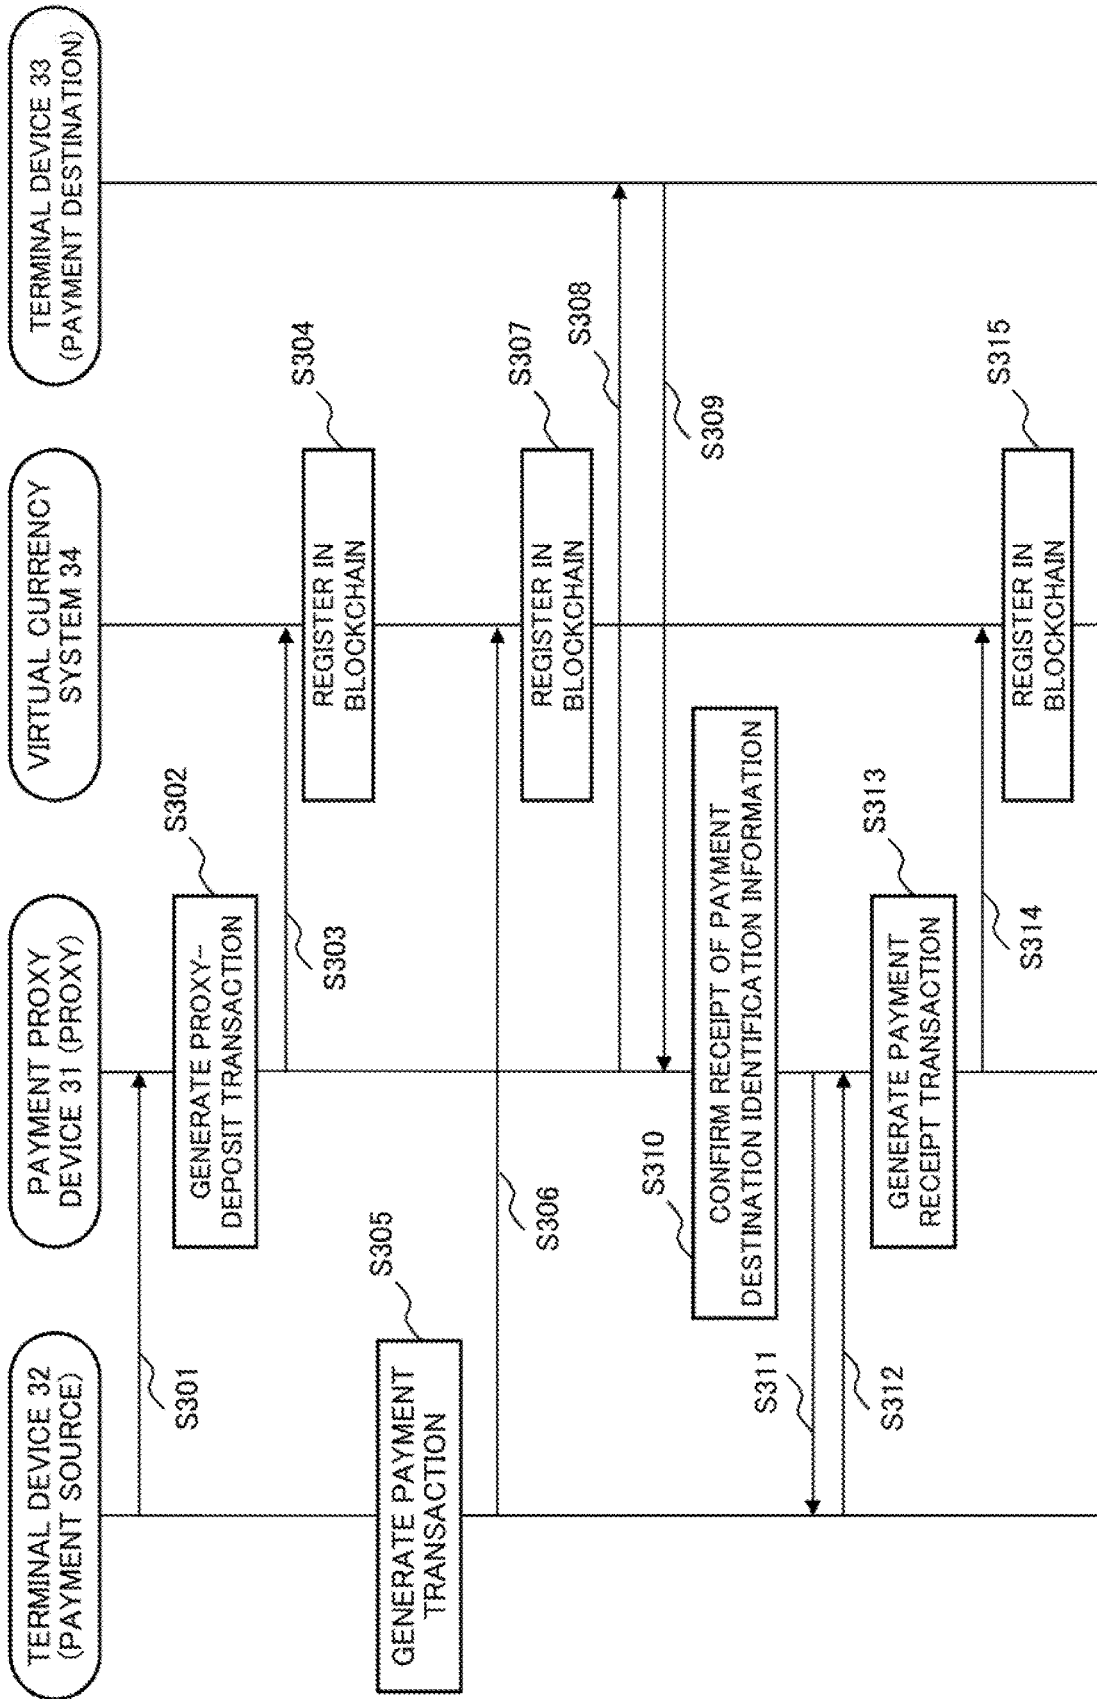 TERMINAL DEVICE 32
(PAYMENT SOURCE)
PAYMENT PROXY
DEVICE 31 (PROXY)
VIRTUAL CURRENCY
SYSTEM 34
TERMINAL DEVICE 33
(PAYMENT DESTINATION)
S301
GENERATE PROXY-
DEPOSIT TRANSACTION
S302
S303
REGISTER IN
BLOCKCHAIN
S304
GENERATE PAYMENT
TRANSACTION
S305
S306
REGISTER IN
BLOCKCHAIN
S307
S308
S309
CONFIRM RECEIPT OF PAYMENT
DESTINATION IDENTIFICATION INFORMATION
S310
S311
S312
GENERATE PAYMENT
RECEIPT TRANSACTION
S313
S314
REGISTER IN
BLOCKCHAIN
S315